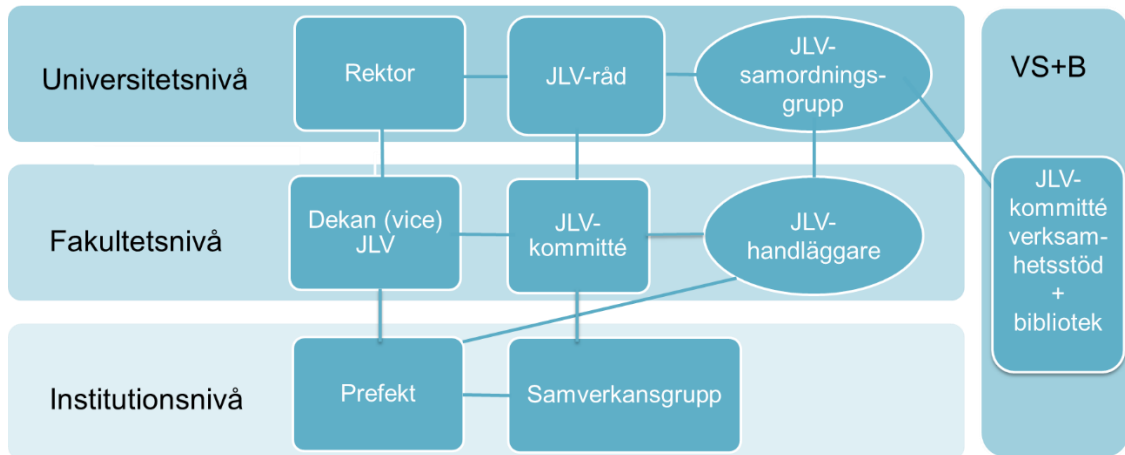 Universitetsnivå
Rektor
JLV-råd
JLV-
samordnings-
grupp
VS+B
Fakultetsnivå
Dekan (vice)
JLV
JLV-
kommitté
JLV-
handläggare
JLV-
kommitté
verksam-
hetsstöd
+
bibliotek
Institutionsnivå
Prefekt
Samverkansgrupp